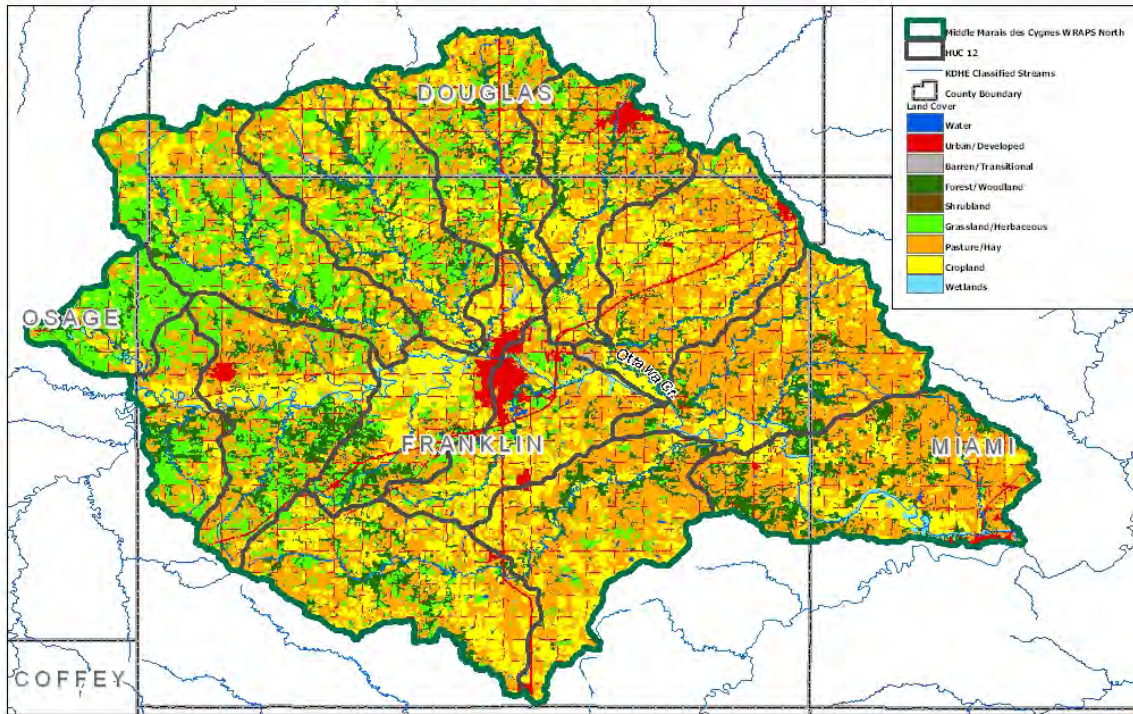 Middle Marais des Cygnes WRAPS North
HUC 12
KDHE Classified Streams
County Boundary
Land Cover
Water
Urban/Developed
Barren/Transitional
Forest/Woodland
Shrubland
Grassland/Herbaceous
Pasture/Hay
Cropland
Wetlands
DOUGLAS
OSAGE
Ottawa Cr.
FRANKLIN
MIAMI
COFFEY